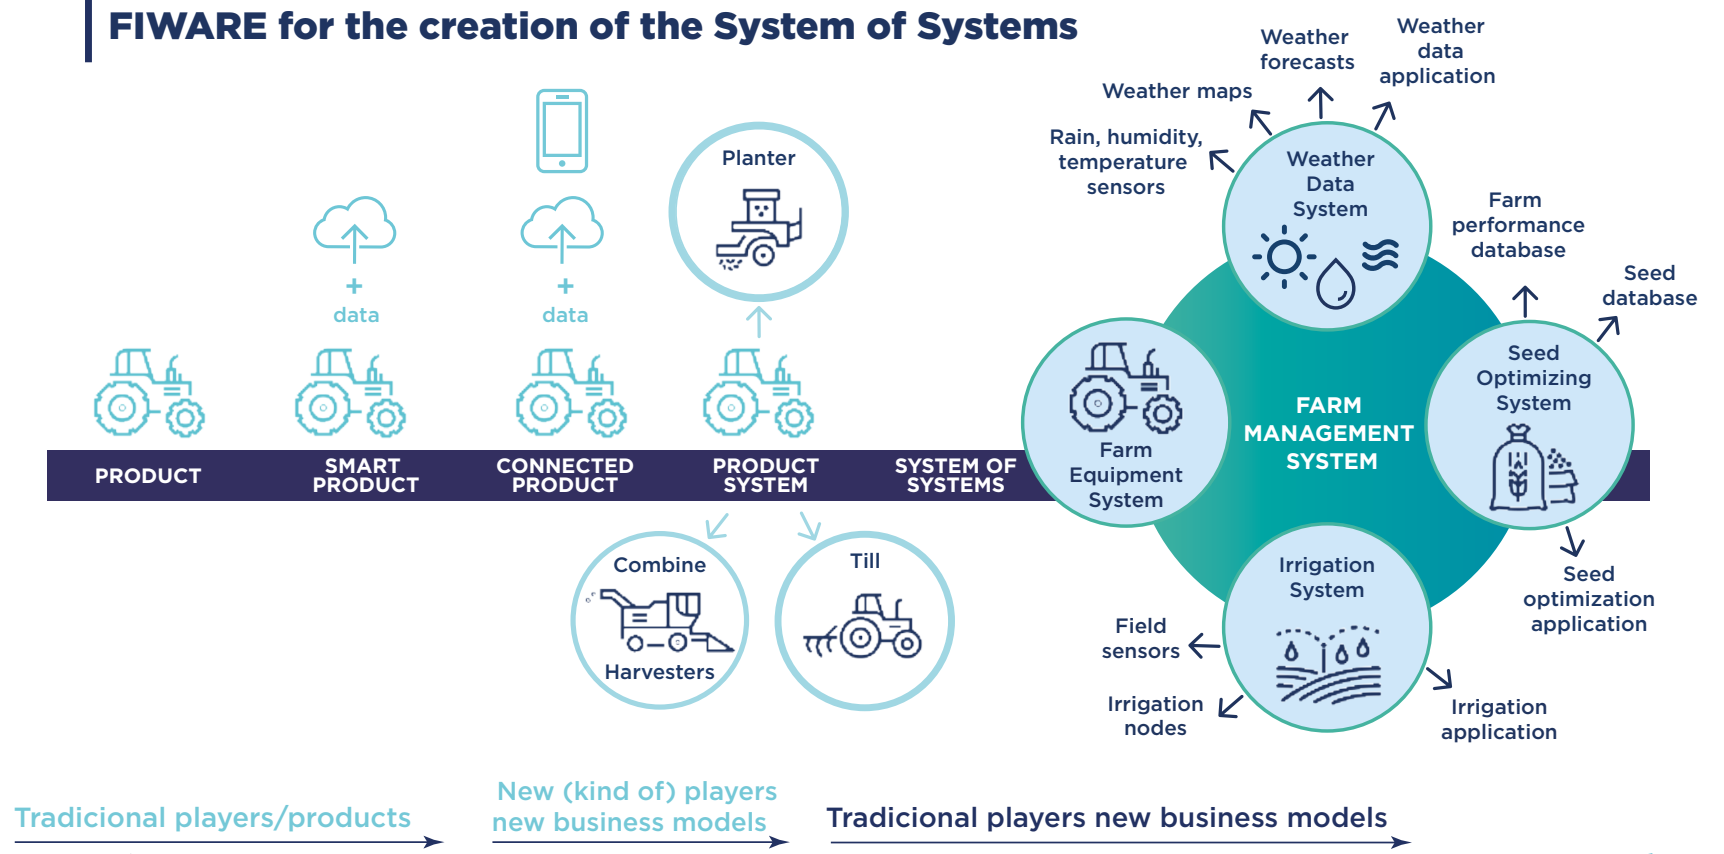 FIWARE for the creation of the System of Systems
+
data
+
data
PRODUCT
SMART
PRODUCT
CONNECTED
PRODUCT
PRODUCT
SYSTEM
SYSTEM OF
SYSTEMS
Planter
Combine
Harvesters
Till
Weather
forecasts
Weather
data
application
Weather maps
Rain, humidity,
temperature
sensors
Weather
Data
System
Farm
performance
database
Seed
database
Seed
Optimizing
System
FARM
MANAGEMENT
SYSTEM
Farm
Equipment
System
Seed
optimization
application
Irrigation
System
Field
sensors
Irrigation
nodes
Irrigation
application
Tradicional players/products
New (kind of) players
new business models
Tradicional players new business models